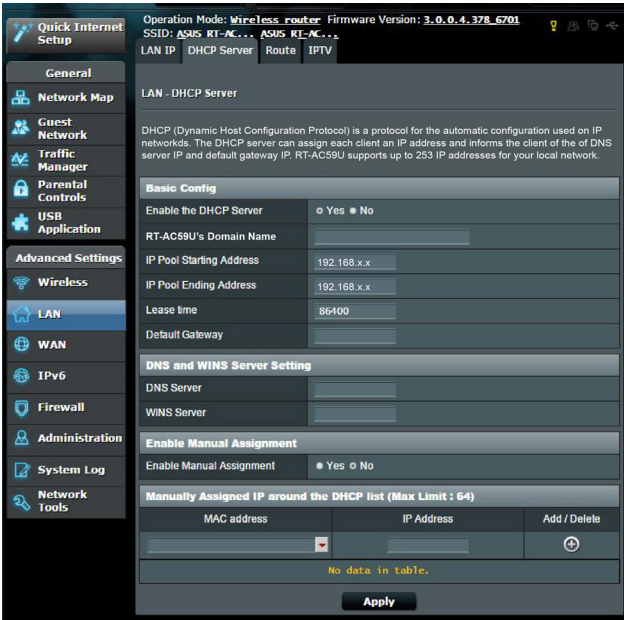 Quick Internet
Setup
General
Network Map
Guest
Network
Traffic
Manager
Parental
Controls
USB
Application
Advanced Settings
Wireless
LAN
WAN
IPv6
Firewall
Administration
System Log
Network
Tools
Operation Mode: Wireless router Firmware Version: 3.0.0.4.378_6701
SSID: ASUS RT-AC... ASUS RT-AC...
LAN IP DHCP Server Route IPTV
LAN - DHCP Server
DHCP (Dynamic Host Configuration Protocol) is a protocol for the automatic configuration used on IP
networkds. The DHCP server can assign each client an IP address and informs the client of the of DNS
server IP and default gateway IP. RT-AC59U supports up to 253 IP addresses for your local network.
Basic Config
Enable the DHCP Server Yes No
RT-AC59U's Domain Name
IP Pool Starting Address 192.168.x.x
IP Pool Ending Address 192.168.x.x
Lease time 86400
Default Gateway
DNS and WINS Server Setting
DNS Server
WINS Server
Enable Manual Assignment
Enable Manual Assignment Yes No
Manually Assigned IP around the DHCP list (Max Limit : 64)
MAC address IP Address Add / Delete
No data in table.
Apply